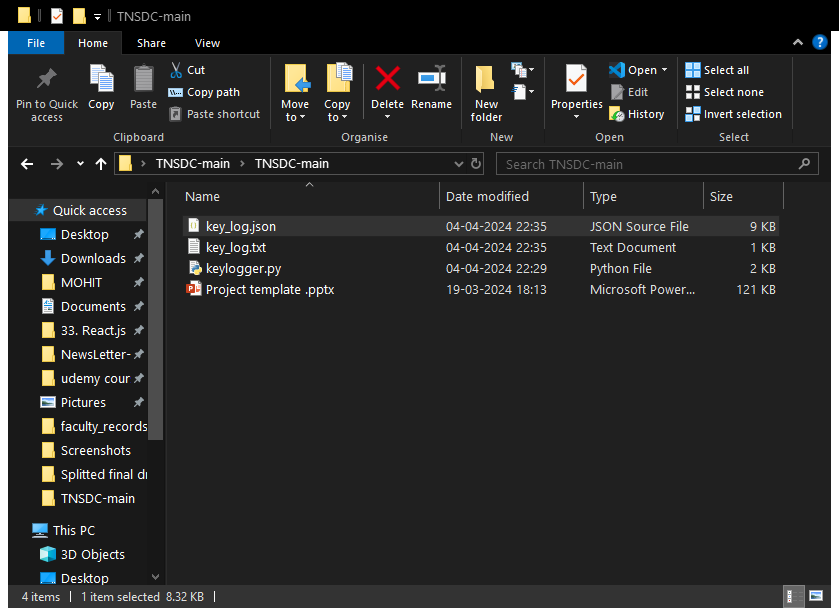 TNSDC-main
File Home Share View
Pin to Quick access
Copy
Paste
Cut
Copy path
Paste shortcut
Clipboard
Move to
Copy to
Delete
Rename
Organise
New folder
New
Properties
Open
Edit
History
Open
Select all
Select none
Invert selection
Select
TNSDC-main > TNSDC-main
Search TNSDC-main
Quick access
Desktop
Downloads
MOHIT
Documents
33. React.js
NewsLetter-
udemy cour
Pictures
faculty_records
Screenshots
Splitted final dr
TNSDC-main
This PC
3D Objects
Desktop
Name Date modified Type Size
key_log.json 04-04-2024 22:35 JSON Source File 9 KB
key_log.txt 04-04-2024 22:35 Text Document 1 KB
keylogger.py 04-04-2024 22:29 Python File 2 KB
Project template .pptx 19-03-2024 18:13 Microsoft Power... 121 KB
4 items 1 item selected 8.32 KB